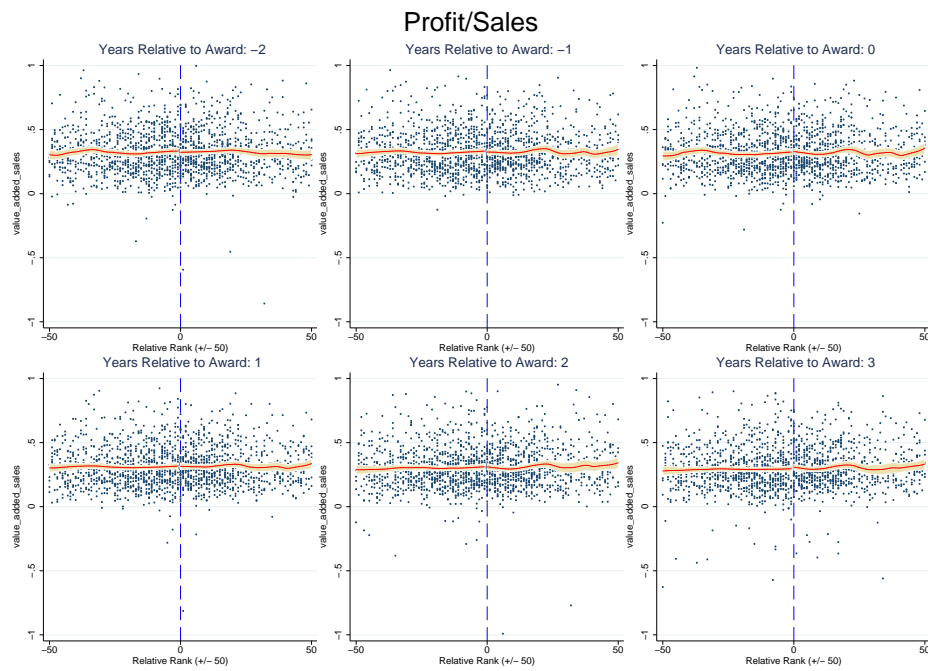 Profit/Sales
Years Relative to Award: −2
value_added_sales
1
.5
0
−.5
−1
−50
0
50
Relative Rank (+/− 50)
Years Relative to Award: −1
value_added_sales
1
.5
0
−.5
−1
−50
0
50
Relative Rank (+/− 50)
Years Relative to Award: 0
value_added_sales
1
.5
0
−.5
−1
−50
0
50
Relative Rank (+/− 50)
Years Relative to Award: 1
value_added_sales
1
.5
0
−.5
−1
−50
0
50
Relative Rank (+/− 50)
Years Relative to Award: 2
value_added_sales
1
.5
0
−.5
−1
−50
0
50
Relative Rank (+/− 50)
Years Relative to Award: 3
value_added_sales
1
.5
0
−.5
−1
−50
0
50
Relative Rank (+/− 50)